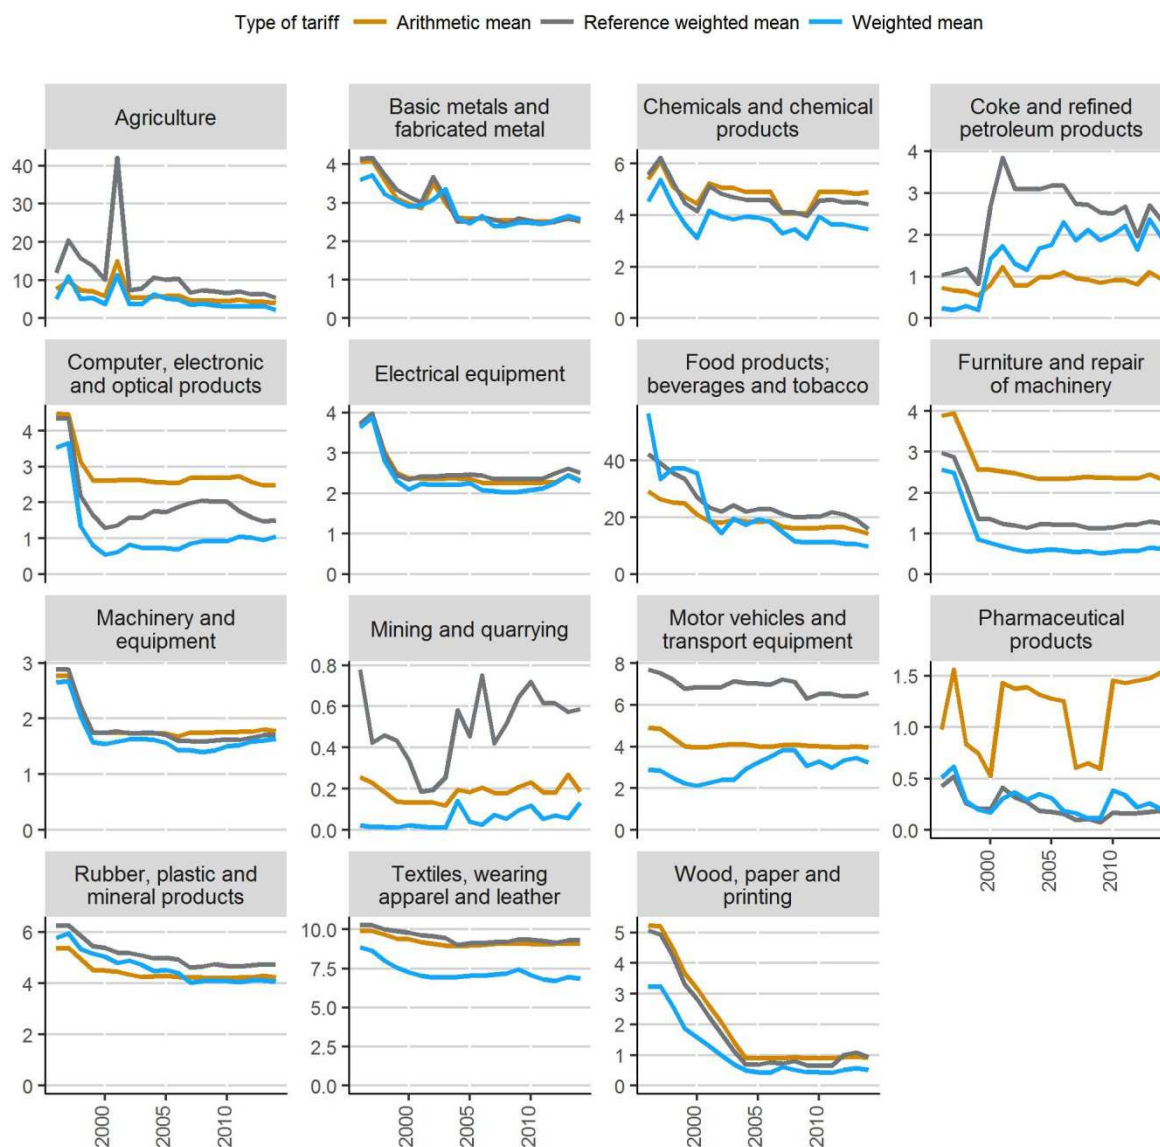 Type of tariff Arithmetic mean Reference weighted mean Weighted mean
Agriculture
40
30
20
10
0
Basic metals and
fabricated metal
4
3
2
1
0
Chemicals and chemical
products
6
4
2
0
Coke and refined
petroleum products
4
3
2
1
0
Computer, electronic
and optical products
4
3
2
1
0
Electrical equipment
4
3
2
1
0
Food products;
beverages and tobacco
40
20
0
Furniture and repair
of machinery
4
3
2
1
0
Machinery and
equipment
3
2
1
0
Mining and quarrying
0.8
0.6
0.4
0.2
0.0
Motor vehicles and
transport equipment
8
6
4
2
0
Pharmaceutical
products
1.5
1.0
0.5
0.0
2000
2005
2010
Rubber, plastic and
mineral products
6
4
2
0
2000
2005
2010
Textiles, wearing
apparel and leather
10.0
7.5
5.0
2.5
0.0
2000
2005
2010
Wood, paper and
printing
5
4
3
2
1
0
2000
2005
2010